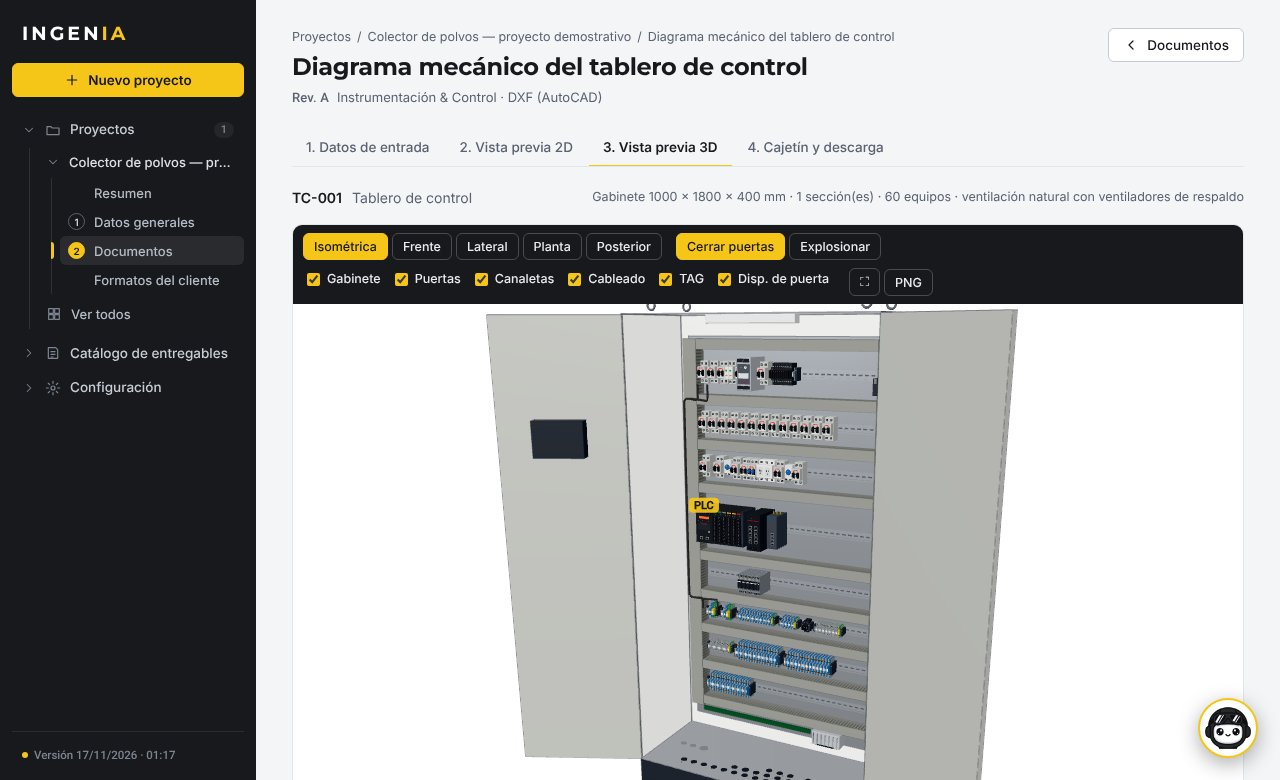 INGENIA
Nuevo proyecto
Proyectos
1
Colector de polvos — pr...
Resumen
1
Datos generales
2
Documentos
Formatos del cliente
Ver todos
Catálogo de entregables
Configuración
Versión 17/11/2026 · 01:17
Proyectos / Colector de polvos — proyecto demostrativo / Diagrama mecánico del tablero de control
Documentos
Diagrama mecánico del tablero de control
Rev. A Instrumentación & Control · DXF (AutoCAD)
1. Datos de entrada 2. Vista previa 2D 3. Vista previa 3D 4. Cajetín y descarga
TC-001 Tablero de control
Gabinete 1000 × 1800 × 400 mm · 1 sección(es) · 60 equipos · ventilación natural con ventiladores de respaldo
Isométrica Frente Lateral Planta Posterior Cerrar puertas Explosionar
Gabinete Puertas Canaletas Cableado TAG Disp. de puerta PNG
PLC